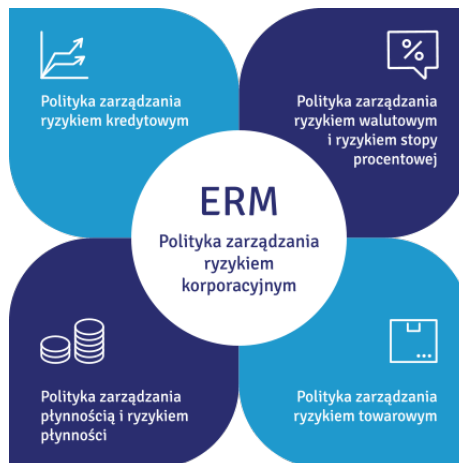 Polityka zarządzania
ryzykiem kredytowym
%
Polityka zarządzania
ryzykiem walutowym
i ryzykiem stopy
procentowej
ERM
Polityka zarządzania
ryzykiem
korporacyjnym
Polityka zarządzania
płynnością i ryzykiem
płynności
Polityka zarządzania
ryzykiem towarowym